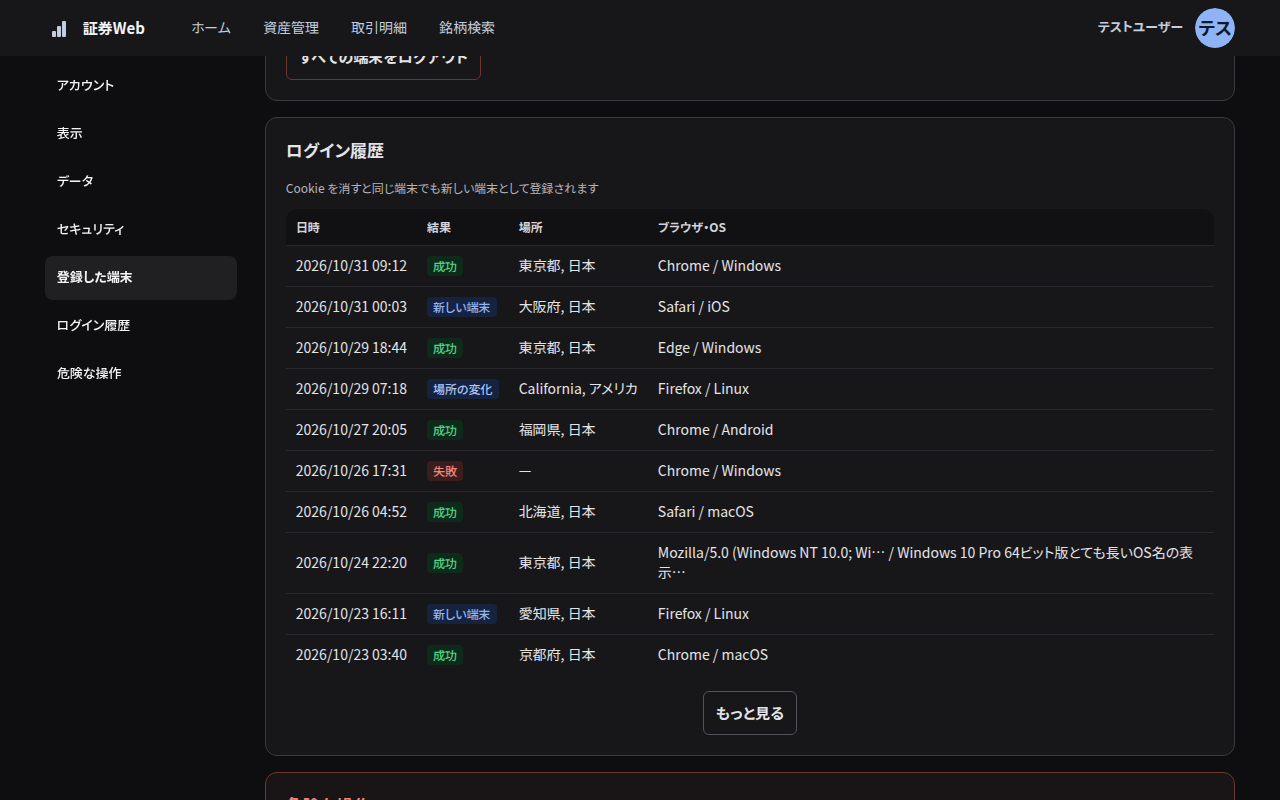 証券Web ホーム 資産管理 取引明細 銘柄検索 テストユーザー テス
すべての端末をログアウト
アカウント
表示
データ
セキュリティ
登録した端末
ログイン履歴
危険な操作
ログイン履歴
Cookie を消すと同じ端末でも新しい端末として登録されます
日時 結果 場所 ブラウザ・OS
2026/10/31 09:12 成功 東京都, 日本 Chrome / Windows
2026/10/31 00:03 新しい端末 大阪府, 日本 Safari / iOS
2026/10/29 18:44 成功 東京都, 日本 Edge / Windows
2026/10/29 07:18 場所の変化 California, アメリカ Firefox / Linux
2026/10/27 20:05 成功 福岡県, 日本 Chrome / Android
2026/10/26 17:31 失敗 — Chrome / Windows
2026/10/26 04:52 成功 北海道, 日本 Safari / macOS
2026/10/24 22:20 成功 東京都, 日本 Mozilla/5.0 (Windows NT 10.0; Wi… / Windows 10 Pro 64ビット版とても長いOS名の表
示…
2026/10/23 16:11 新しい端末 愛知県, 日本 Firefox / Linux
2026/10/23 03:40 成功 京都府, 日本 Chrome / macOS
もっと見る